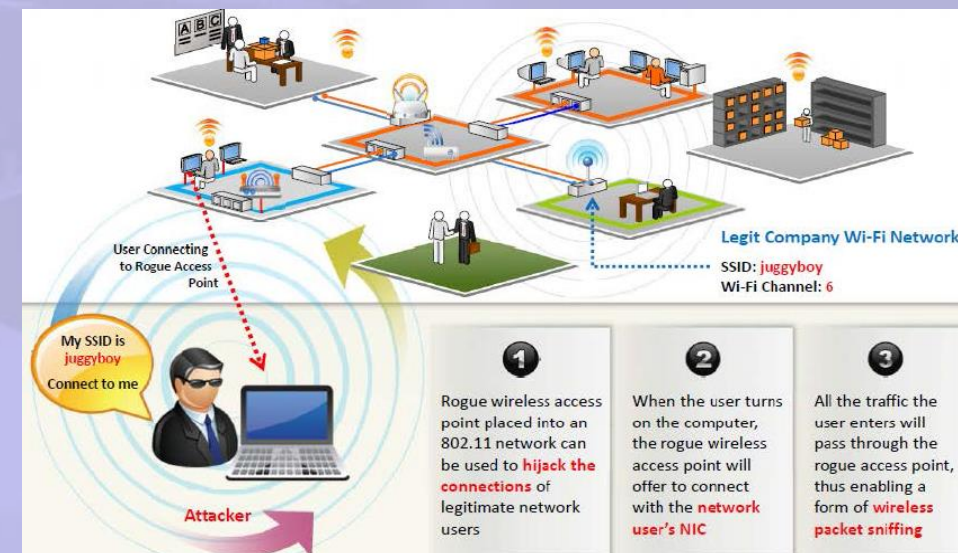 A B C
User Connecting
to Rogue Access
Point
Legit Company Wi-Fi Network
SSID: juggyboy
Wi-Fi Channel: 6
My SSID is
juggyboy
Connect to me
Attacker
1
Rogue wireless access
point placed into an
802.11 network can
be used to hijack the
connections of
legitimate network
users
2
When the user turns
on the computer,
the rogue wireless
access point will
offer to connect
with the network
user's NIC
3
All the traffic the
user enters will
pass through the
rogue access point,
thus enabling a
form of wireless
packet sniffing